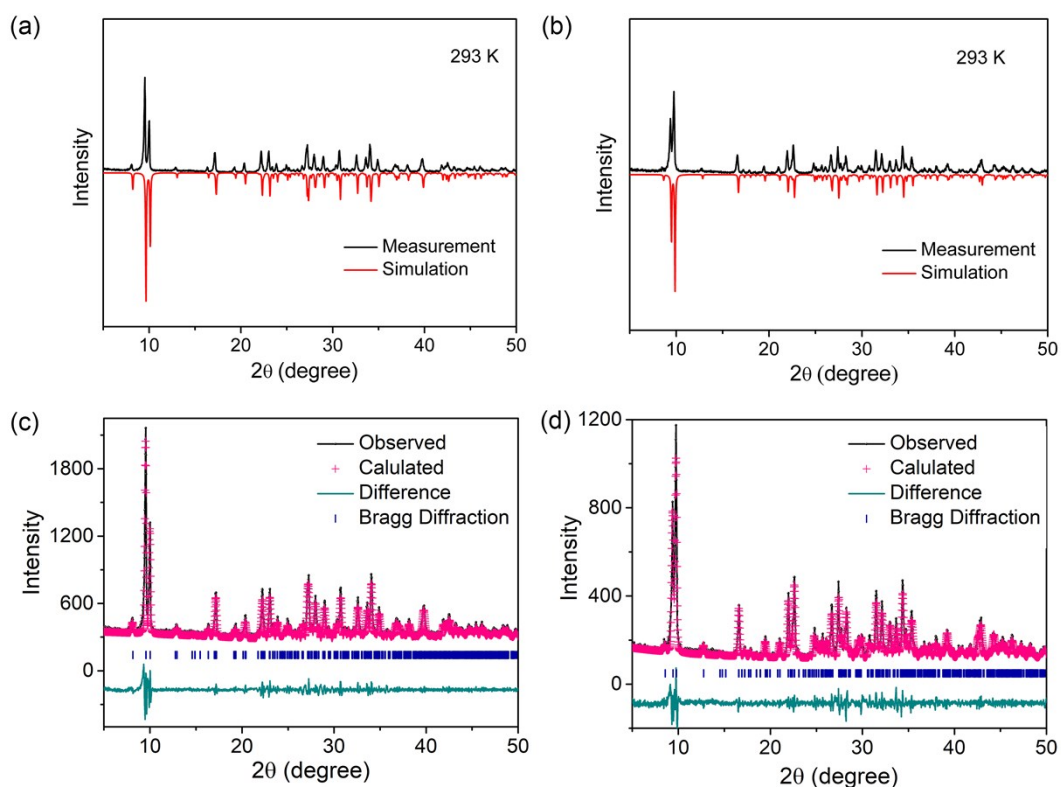 (a)
293 K
Intensity
Measurement
Simulation
10 20 30 40 50
2θ (degree)
(b)
293 K
Intensity
Measurement
Simulation
10 20 30 40 50
2θ (degree)
(c)
Observed
Calulated
Difference
Bragg Diffraction
Intensity
1800
1200
600
0
10 20 30 40 50
2θ (degree)
(d)
Observed
Calulated
Difference
Bragg Diffraction
Intensity
1200
800
400
0
10 20 30 40 50
2θ (degree)